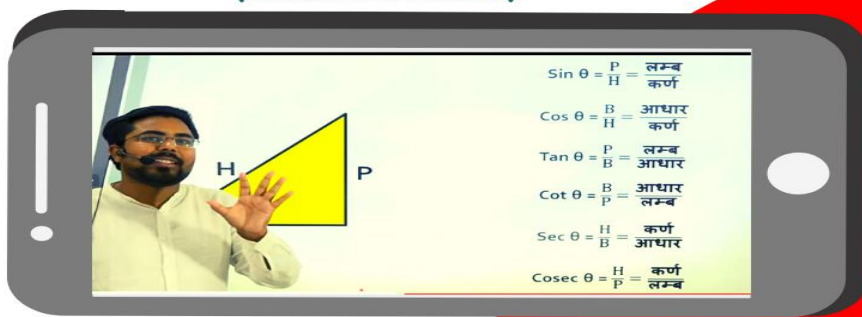 H
P
Sin θ = P/H = लम्ब/कर्ण
Cos θ = B/H = आधार/कर्ण
Tan θ = P/B = लम्ब/आधार
Cot θ = B/P = आधार/लम्ब
Sec θ = H/B = कर्ण/आधार
Cosec θ = H/P = कर्ण/लम्ब